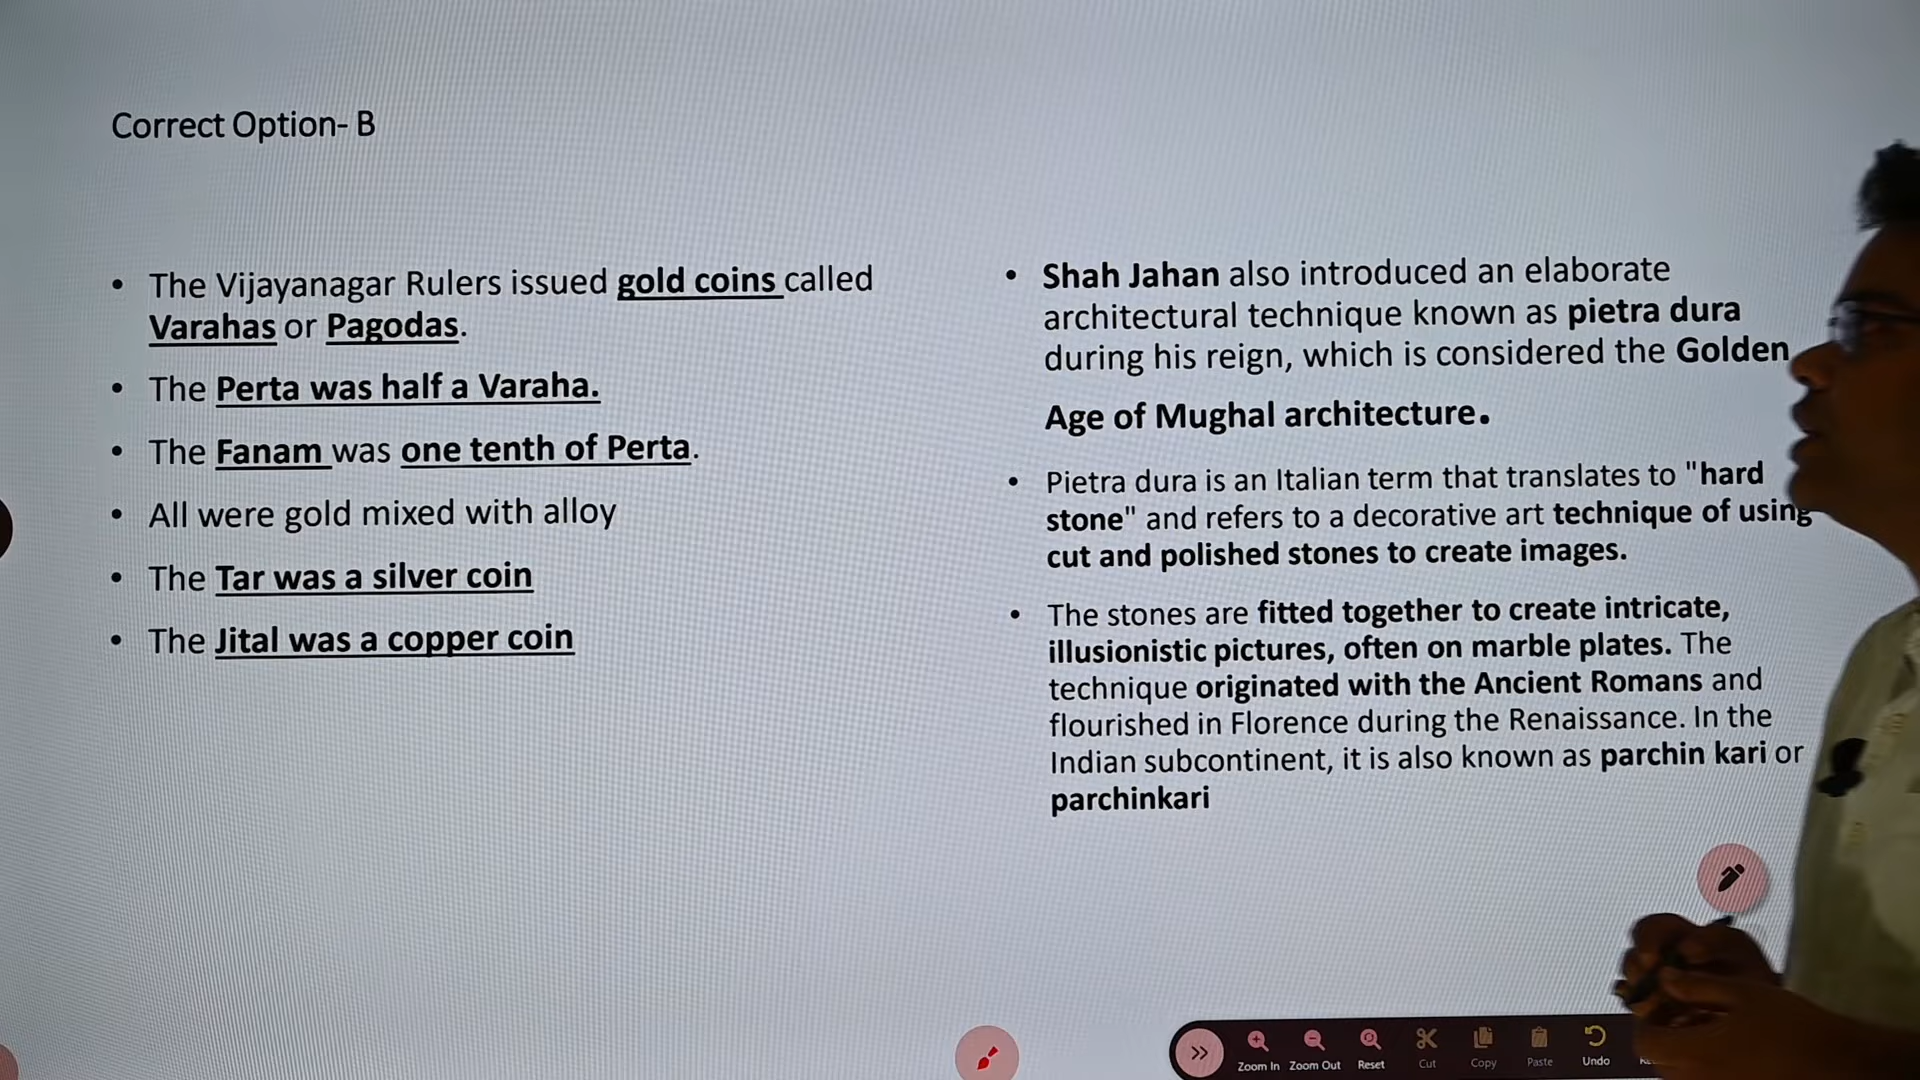 Correct Option- B
• The Vijayanagar Rulers issued gold coins called
Varahas or Pagodas.
• The Perta was half a Varaha.
• The Fanam was one tenth of Perta.
• All were gold mixed with alloy
• The Tar was a silver coin
• The Jital was a copper coin
• Shah Jahan also introduced an elaborate
architectural technique known as pietra dura
during his reign, which is considered the Golden
Age of Mughal architecture.
• Pietra dura is an Italian term that translates to "hard
stone" and refers to a decorative art technique of using
cut and polished stones to create images.
• The stones are fitted together to create intricate,
illusionistic pictures, often on marble plates. The
technique originated with the Ancient Romans and
flourished in Florence during the Renaissance. In the
Indian subcontinent, it is also known as parchin kari or
parchinkari
Zoom In Zoom Out Reset Cut Copy Paste Undo